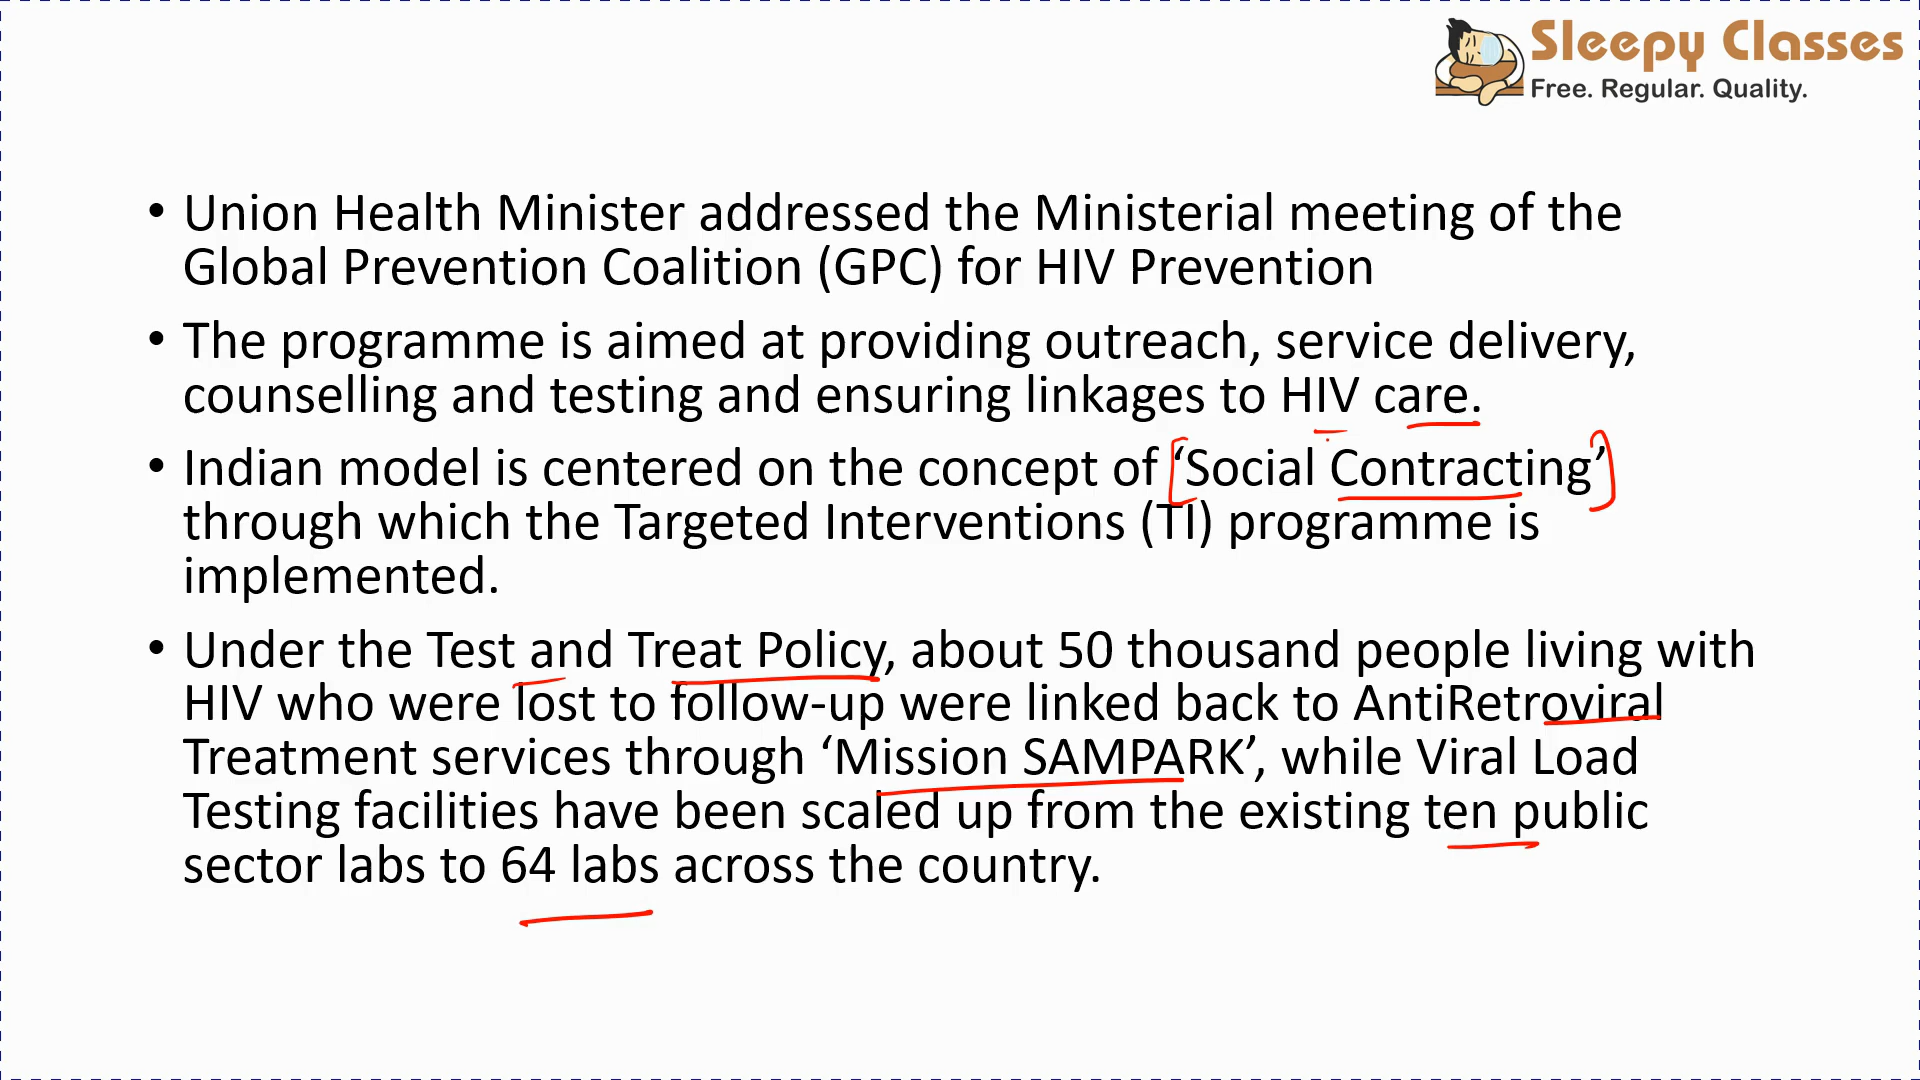 Sleepy Classes
Free. Regular. Quality.
• Union Health Minister addressed the Ministerial meeting of the
Global Prevention Coalition (GPC) for HIV Prevention
• The programme is aimed at providing outreach, service delivery,
counselling and testing and ensuring linkages to HIV care.
• Indian model is centered on the concept of ‘Social Contracting’
through which the Targeted Interventions (TI) programme is
implemented.
• Under the Test and Treat Policy, about 50 thousand people living with
HIV who were lost to follow-up were linked back to AntiRetroviral
Treatment services through ‘Mission SAMPARK’, while Viral Load
Testing facilities have been scaled up from the existing ten public
sector labs to 64 labs across the country.